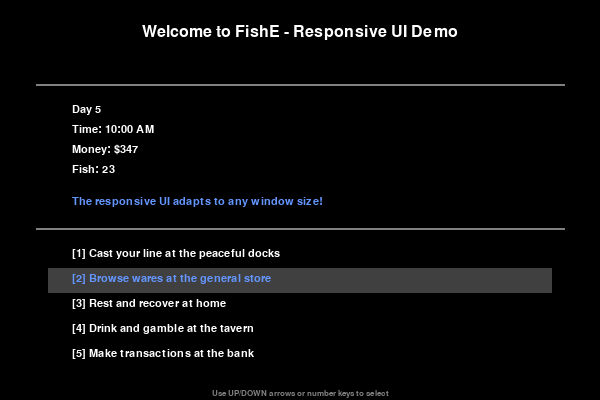 Welcome to FishE - Responsive UI Demo
Day 5
Time: 10:00 AM
Money: $347
Fish: 23
The responsive UI adapts to any window size!
[1] Cast your line at the peaceful docks
[2] Browse wares at the general store
[3] Rest and recover at home
[4] Drink and gamble at the tavern
[5] Make transactions at the bank
Use UP/DOWN arrows or number keys to select